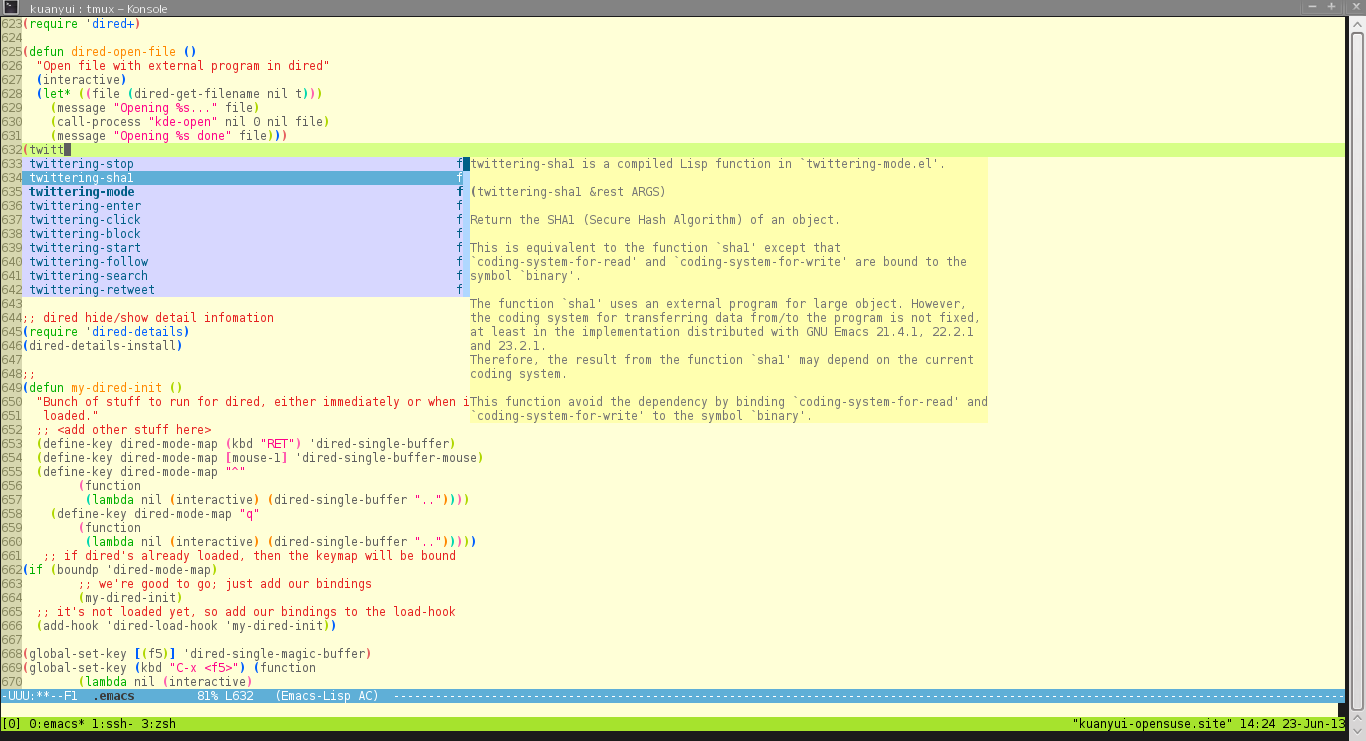 kuanyui : tmux – Konsole
623(require 'dired+)
624
625(defun dired-open-file ()
626  "Open file with external program in dired"
627  (interactive)
628  (let* ((file (dired-get-filename nil t)))
629    (message "Opening %s..." file)
630    (call-process "kde-open" nil 0 nil file)
631    (message "Opening %s done" file)))
632(twitt
633 twittering-stop f twittering-sha1 is a compiled Lisp function in `twittering-mode.el'.
634 twittering-sha1 f
635 twittering-mode f (twittering-sha1 &rest ARGS)
636 twittering-enter f
637 twittering-click f Return the SHA1 (Secure Hash Algorithm) of an object.
638 twittering-block f
639 twittering-start f This is equivalent to the function `sha1' except that
640 twittering-follow f `coding-system-for-read' and `coding-system-for-write' are bound to the
641 twittering-search f symbol `binary'.
642 twittering-retweet f
643 The function `sha1' uses an external program for large object. However,
644;; dired hide/show detail infomation the coding system for transferring data from/to the program is not fixed,
645(require 'dired-details) at least in the implementation distributed with GNU Emacs 21.4.1, 22.2.1
646(dired-details-install) and 23.2.1.
647 Therefore, the result from the function `sha1' may depend on the current
648;; coding system.
649(defun my-dired-init ()
650  "Bunch of stuff to run for dired, either immediately or when i This function avoid the dependency by binding `coding-system-for-read' and
651   loaded." `coding-system-for-write' to the symbol `binary'.
652  ;; <add other stuff here>
653  (define-key dired-mode-map (kbd "RET") 'dired-single-buffer)
654  (define-key dired-mode-map [mouse-1] 'dired-single-buffer-mouse)
655  (define-key dired-mode-map "^"
656        (function
657         (lambda nil (interactive) (dired-single-buffer ".."))))
658    (define-key dired-mode-map "q"
659        (function
660         (lambda nil (interactive) (dired-single-buffer "..")))))
661   ;; if dired's already loaded, then the keymap will be bound
662(if (boundp 'dired-mode-map)
663        ;; we're good to go; just add our bindings
664        (my-dired-init)
665  ;; it's not loaded yet, so add our bindings to the load-hook
666  (add-hook 'dired-load-hook 'my-dired-init))
667
668(global-set-key [(f5)] 'dired-single-magic-buffer)
669(global-set-key (kbd "C-x <f5>") (function
670        (lambda nil (interactive)
-UUU:**--F1  .emacs         81% L632   (Emacs-Lisp AC)  ----------------------------------------------------------------------------------------------------------------------------------------
[0] 0:emacs* 1:ssh- 3:zsh "kuanyui-opensuse.site" 14:24 23-Jun-13